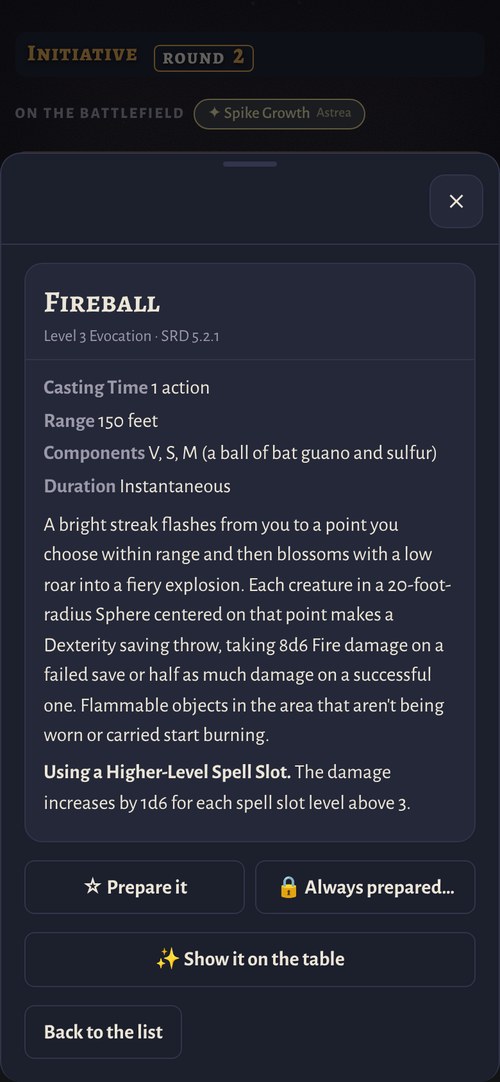 Initiative ROUND 2
ON THE BATTLEFIELD ✦ Spike Growth Astrea
×
Fireball
Level 3 Evocation · SRD 5.2.1
Casting Time 1 action
Range 150 feet
Components V, S, M (a ball of bat guano and sulfur)
Duration Instantaneous
A bright streak flashes from you to a point you
choose within range and then blossoms with a low
roar into a fiery explosion. Each creature in a 20-foot-
radius Sphere centered on that point makes a
Dexterity saving throw, taking 8d6 Fire damage on a
failed save or half as much damage on a successful
one. Flammable objects in the area that aren't being
worn or carried start burning.
Using a Higher-Level Spell Slot. The damage
increases by 1d6 for each spell slot level above 3.
☆ Prepare it
🔒 Always prepared...
✨ Show it on the table
Back to the list